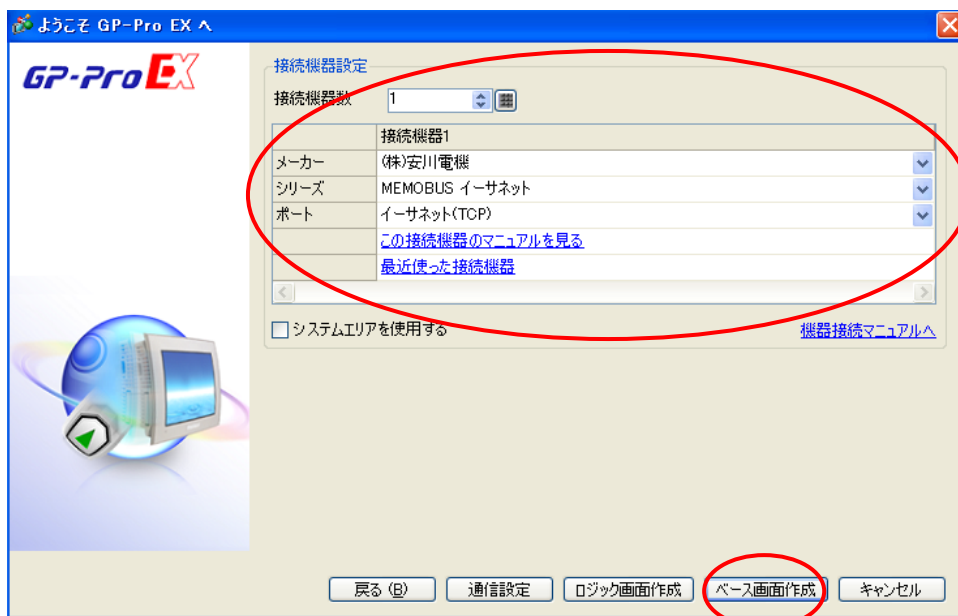 ようこそ GP-Pro EX へ
GP-Pro EX
接続機器設定
接続機器数 1
接続機器1
メーカー (株)安川電機
シリーズ MEMOBUS イーサネット
ポート イーサネット(TCP)
この接続機器のマニュアルを見る
最近使った接続機器
システムエリアを使用する 機器接続マニュアルへ
戻る (B) 通信設定 ロジック画面作成 ベース画面作成 キャンセル